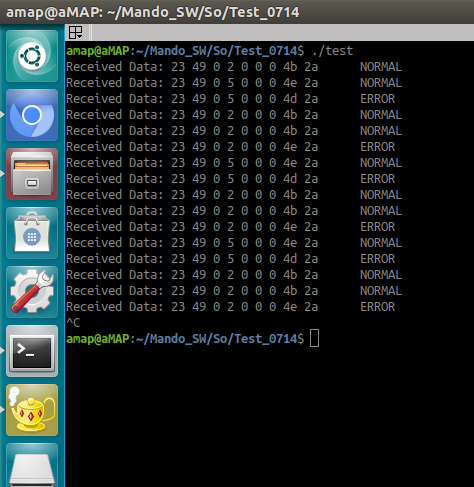 amap@aMAP: ~/Mando_SW/So/Test_0714
amap@aMAP:~/Mando_SW/So/Test_0714$ ./test
Received Data: 23 49 0 2 0 0 0 4b 2a NORMAL
Received Data: 23 49 0 5 0 0 0 4e 2a NORMAL
Received Data: 23 49 0 5 0 0 0 4d 2a ERROR
Received Data: 23 49 0 2 0 0 0 4b 2a NORMAL
Received Data: 23 49 0 2 0 0 0 4b 2a NORMAL
Received Data: 23 49 0 2 0 0 0 4e 2a ERROR
Received Data: 23 49 0 5 0 0 0 4e 2a NORMAL
Received Data: 23 49 0 5 0 0 0 4d 2a ERROR
Received Data: 23 49 0 2 0 0 0 4b 2a NORMAL
Received Data: 23 49 0 2 0 0 0 4b 2a NORMAL
Received Data: 23 49 0 2 0 0 0 4e 2a ERROR
Received Data: 23 49 0 5 0 0 0 4e 2a NORMAL
Received Data: 23 49 0 5 0 0 0 4d 2a ERROR
Received Data: 23 49 0 2 0 0 0 4b 2a NORMAL
Received Data: 23 49 0 2 0 0 0 4b 2a NORMAL
Received Data: 23 49 0 2 0 0 0 4e 2a ERROR
^C
amap@aMAP:~/Mando_SW/So/Test_0714$